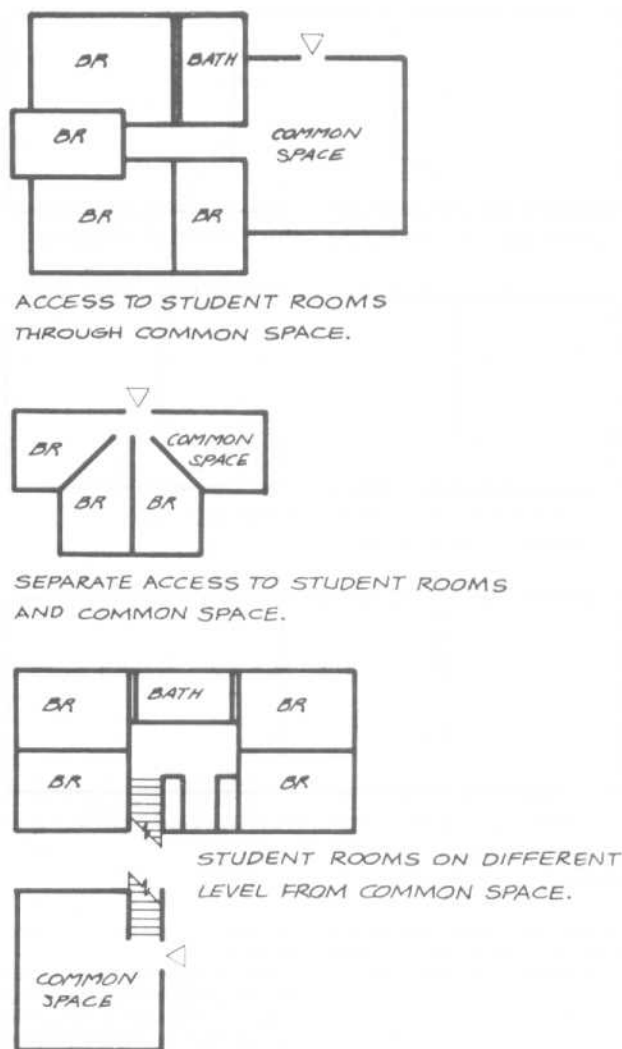 BR
BATH
BR
COMMON
SPACE
BR
BR
ACCESS TO STUDENT ROOMS
THROUGH COMMON SPACE.
BR
COMMON
SPACE
BR
BR
SEPARATE ACCESS TO STUDENT ROOMS
AND COMMON SPACE.
BR
BATH
BR
BR
BR
STUDENT ROOMS ON DIFFERENT
LEVEL FROM COMMON SPACE.
COMMON
SPACE